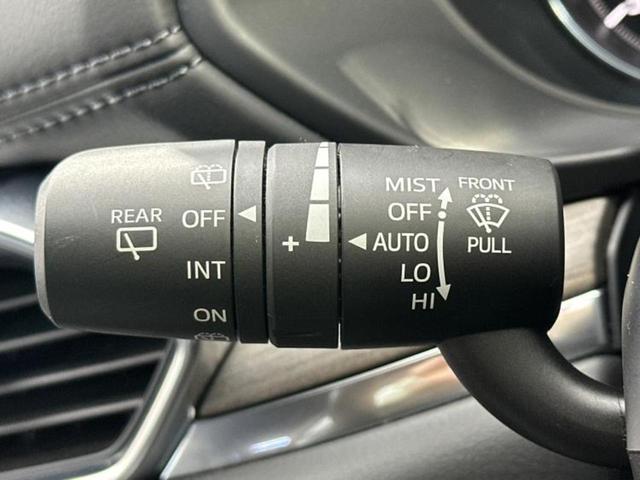 REAR
OFF
INT
ON
+
MIST
OFF
AUTO
LO
HI
FRONT
PULL